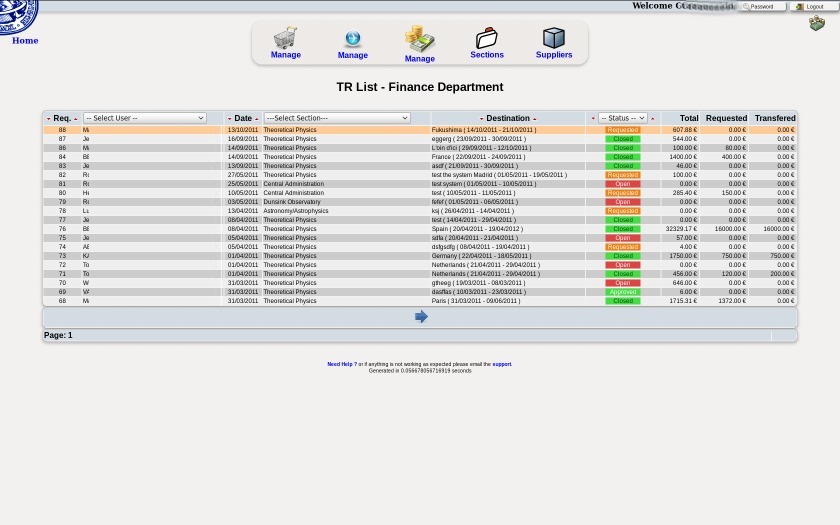 Welcome
Password
Logout
Home
Manage
Manage
Manage
Sections
Suppliers
TR List - Finance Department
Req. -- Select User -- Date ---Select Section--- Destination -- Status -- Total Requested Transfered
88 Mi 13/10/2011 Theoretical Physics Fukushima ( 14/10/2011 - 21/10/2011 ) Requested 607.88 € 0.00 € 0.00 €
87 Je 16/09/2011 Theoretical Physics eggerg ( 23/09/2011 - 30/09/2011 ) Closed 544.00 € 0.00 € 0.00 €
86 Mi 14/09/2011 Theoretical Physics L'bin d'ici ( 29/09/2011 - 12/10/2011 ) Closed 100.00 € 80.00 € 0.00 €
84 BE 14/09/2011 Theoretical Physics France ( 22/09/2011 - 24/09/2011 ) Closed 1400.00 € 400.00 € 0.00 €
83 Je 13/09/2011 Theoretical Physics asdf ( 21/09/2011 - 30/09/2011 ) Closed 46.00 € 0.00 € 0.00 €
82 27/05/2011 Theoretical Physics test the system Madrid ( 01/05/2011 - 19/05/2011 ) Requested 100.00 € 0.00 € 0.00 €
81 25/05/2011 Central Administration test system ( 01/05/2011 - 10/05/2011 ) Open 0.00 € 0.00 € 0.00 €
80 10/05/2011 Central Administration test ( 10/05/2011 - 11/05/2011 ) Requested 285.40 € 150.00 € 0.00 €
79 03/05/2011 Dunsink Observatory fefef ( 01/05/2011 - 06/05/2011 ) Open 0.00 € 0.00 € 0.00 €
78 13/04/2011 Astronomy/Astrophysics ksj ( 26/04/2011 - 14/04/2011 ) Requested 0.00 € 0.00 € 0.00 €
77 Je 05/04/2011 Theoretical Physics test ( 14/04/2011 - 29/04/2011 ) Closed 0.00 € 0.00 € 0.00 €
76 BE 05/04/2011 Theoretical Physics Spain ( 20/04/2011 - 19/04/2012 ) Closed 32329.17 € 16000.00 € 16000.00 €
75 Je 05/04/2011 Theoretical Physics sdfa ( 20/04/2011 - 21/04/2011 ) Open 57.00 € 0.00 € 0.00 €
74 05/04/2011 Theoretical Physics dsfgsdfg ( 08/04/2011 - 19/04/2011 ) Requested 4.00 € 0.00 € 0.00 €
73 01/04/2011 Theoretical Physics Germany ( 22/04/2011 - 18/05/2011 ) Closed 1750.00 € 750.00 € 750.00 €
72 To 01/04/2011 Theoretical Physics Netherlands ( 21/04/2011 - 29/04/2011 ) Open 0.00 € 0.00 € 0.00 €
71 To 01/04/2011 Theoretical Physics Netherlands ( 21/04/2011 - 29/04/2011 ) Closed 456.00 € 120.00 € 200.00 €
70 W 31/03/2011 Theoretical Physics gtheeg ( 19/03/2011 - 08/03/2011 ) Open 646.00 € 0.00 € 0.00 €
69 31/03/2011 Theoretical Physics dasffas ( 10/03/2011 - 23/03/2011 ) Approved 6.00 € 0.00 € 0.00 €
68 Mi 31/03/2011 Theoretical Physics Paris ( 31/03/2011 - 09/06/2011 ) Closed 1715.31 € 1372.00 € 0.00 €
Page: 1
Need Help ? or if anything is not working as expected please email the support.
Generated in 0.056678056716919 seconds